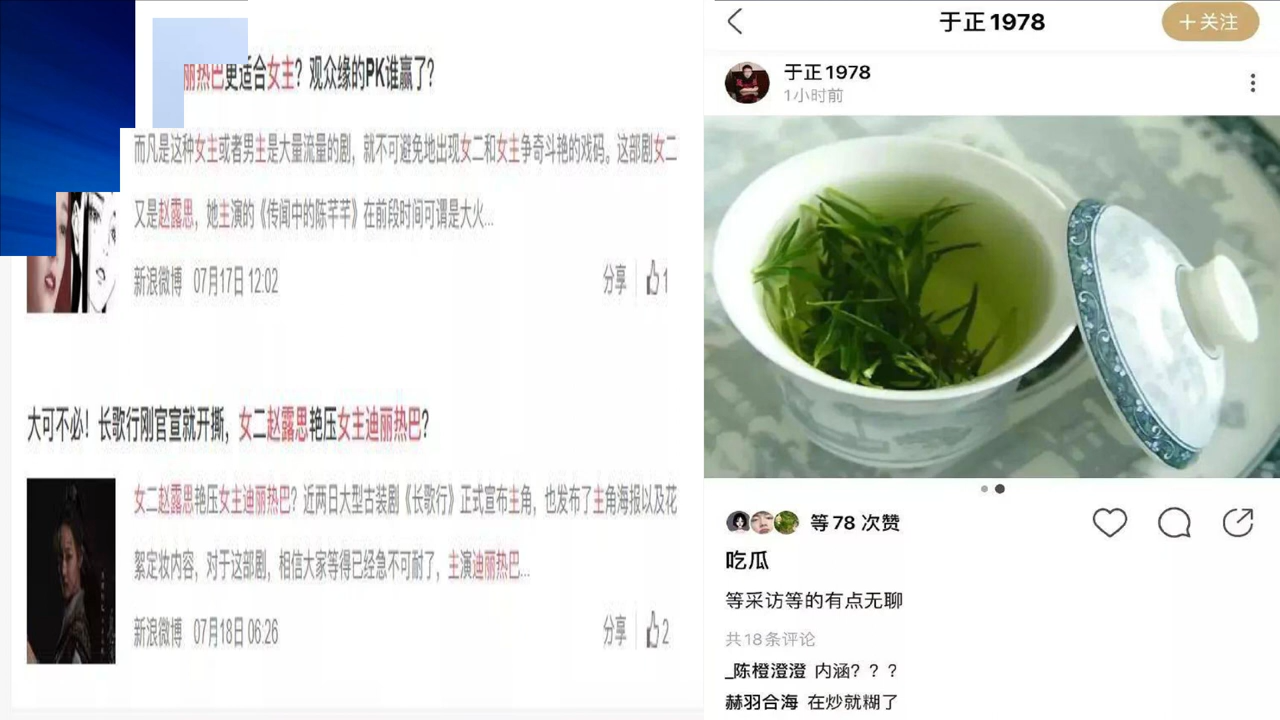 丽热巴更适合女主？观众缘的PK谁赢了？
而凡是这种女主或者男主是大量流量的剧，就不可避免地出现女二和女主争奇斗艳的戏码。这部剧女二
又是赵露思，她主演的《传闻中的陈芊芊》在前段时间可谓是大火...
新浪微博 07月17日 12:02 分享 1
大可不必！长歌行刚官宣就开撕，女二赵露思艳压女主迪丽热巴？
女二赵露思艳压女主迪丽热巴？近两日大型古装剧《长歌行》正式宣布主角，也发布了主角海报以及花
絮定妆内容，对于这部剧，相信大家等得已经急不可耐了，主演迪丽热巴...
新浪微博 07月18日 06:26 分享 2
于正1978 +关注
于正1978
1小时前
等 78 次赞
吃瓜
等采访等的有点无聊
共18条评论
_陈橙澄澄 内涵？？？
赫羽合海 在炒就糊了